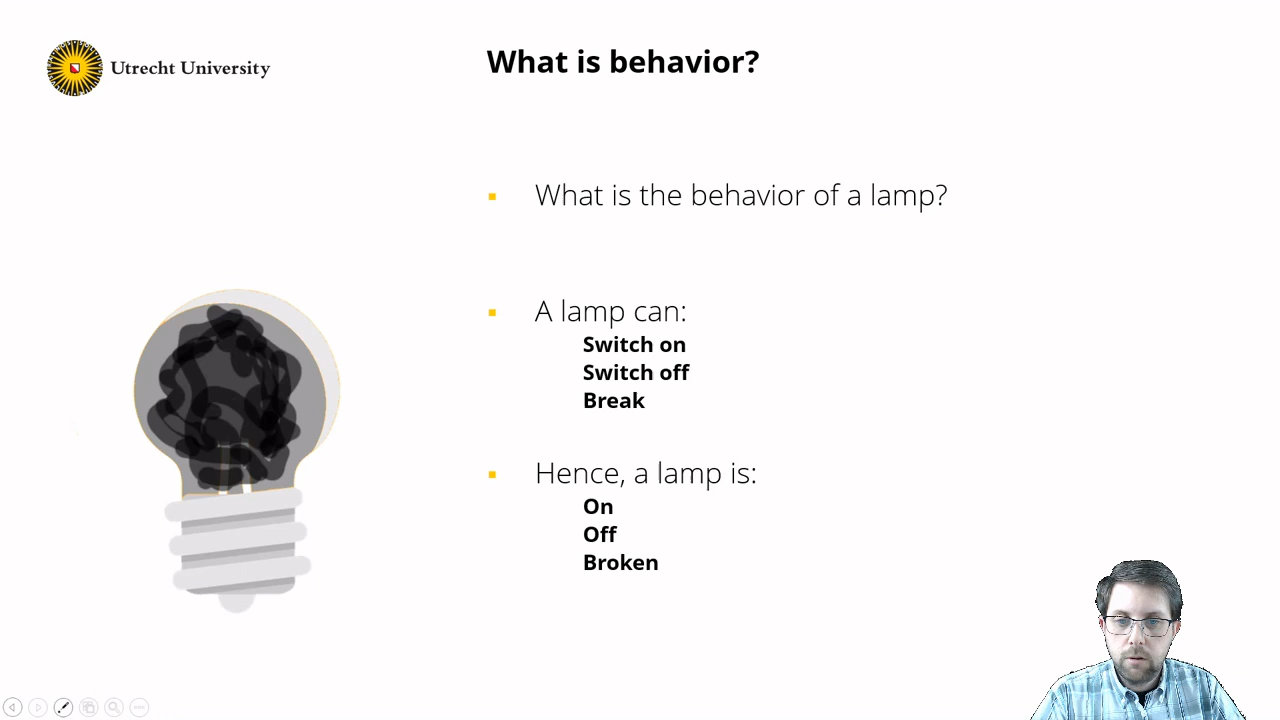 Utrecht University
What is behavior?
What is the behavior of a lamp?
A lamp can:
Switch on
Switch off
Break
Hence, a lamp is:
On
Off
Broken